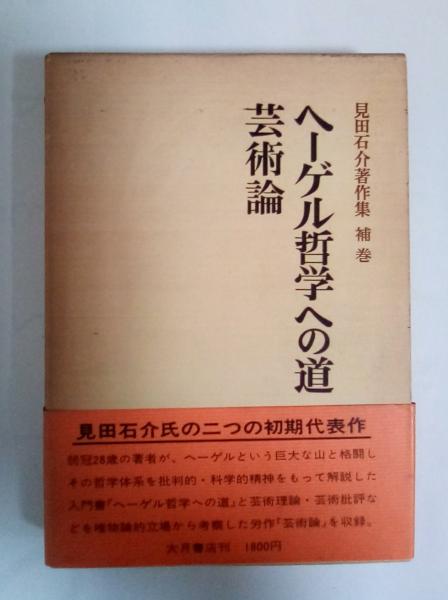 見田石介著作集 補巻
ヘーゲル哲学への道
芸術論
見田石介氏の二つの初期代表作
弱冠28歳の著者が、ヘーゲルという巨大な山と格闘し
その哲学体系を批判的・科学的精神をもって解説した
入門書「ヘーゲル哲学への道」と芸術理論・芸術批評な
どを唯物論的立場から考察した労作「芸術論」を収録。
大月書店刊 1800円